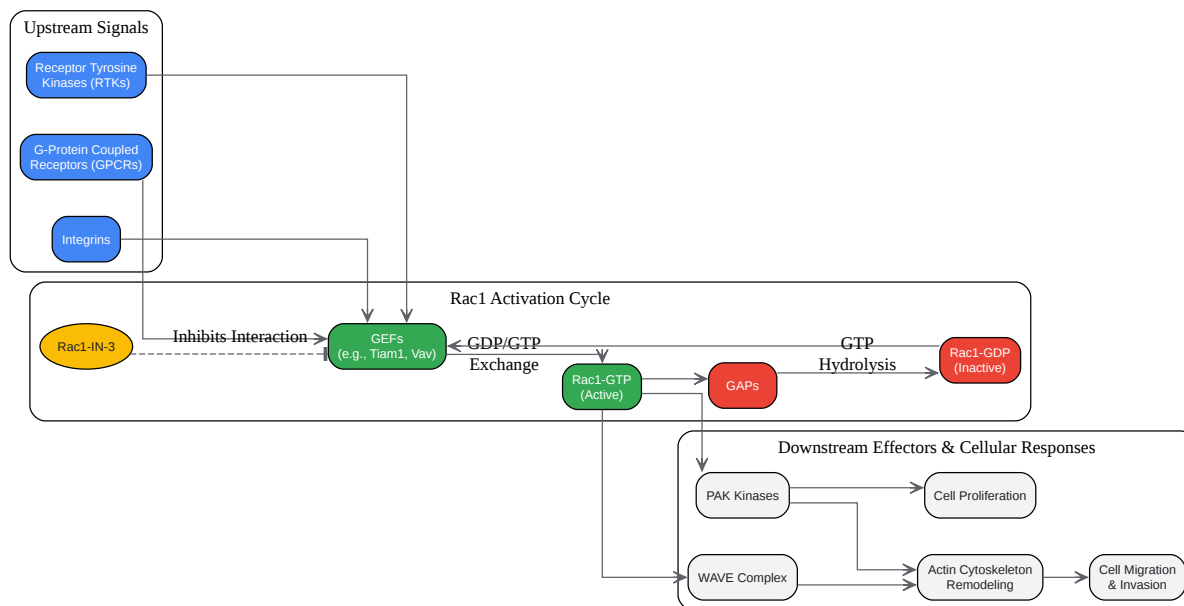 Upstream Signals
Receptor Tyrosine
Kinases (RTKs)
G-Protein Coupled
Receptors (GPCRs)
Integrins
Rac1 Activation Cycle
Rac1-IN-3
Inhibits Interaction
GEFs
(e.g., Tiam1, Vav)
GDP/GTP
Exchange
Rac1-GTP
(Active)
GAPs
GTP
Hydrolysis
Rac1-GDP
(Inactive)
Downstream Effectors & Cellular Responses
PAK Kinases
Cell Proliferation
WAVE Complex
Actin Cytoskeleton
Remodeling
Cell Migration
& Invasion